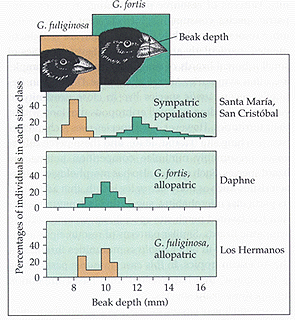 G. fortis
G. fuliginosa
Beak depth
Percentages of individuals in each size class
40
20
0
Sympatric
populations
Santa María,
San Cristóbal
40
20
0
G. fortis,
allopatric
Daphne
40
20
0
G. fuliginosa,
allopatric
Los Hermanos
8 10 12 14 16
Beak depth (mm)